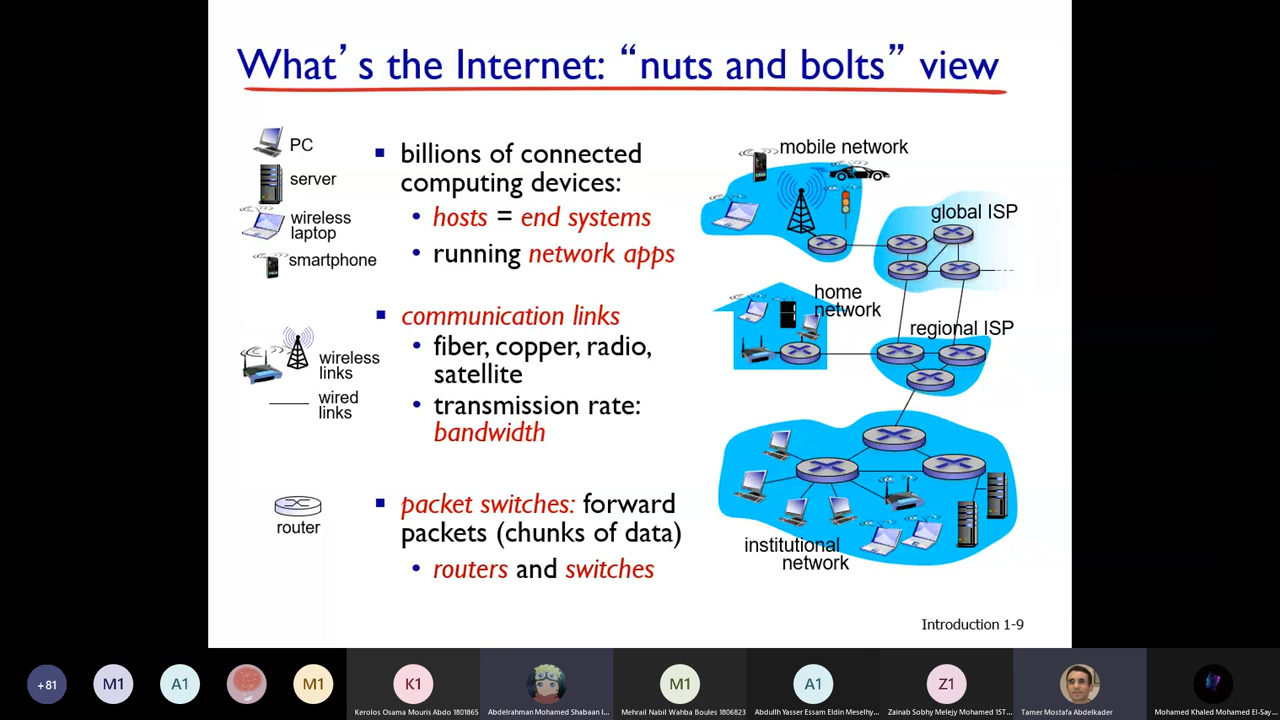 What's the Internet: “nuts and bolts” view
PC
server
wireless
laptop
smartphone
wireless
links
wired
links
router
billions of connected
computing devices:
hosts = end systems
running network apps
communication links
fiber, copper, radio,
satellite
transmission rate:
bandwidth
packet switches: forward
packets (chunks of data)
routers and switches
mobile network
global ISP
home
network
regional ISP
institutional
network
Introduction 1-9
+81
M1
A1
M1
K1
Kerolos Osama Mouris Abdo 1801865
Abdelrahman Mohamed Shabaan I...
M1
Mehrail Nabil Wahba Boules 1806823
A1
Abdullh Yasser Essam Eldin Meselhy...
Z1
Zainab Sobhy Melejy Mohamed 15T...
Tamer Mostafa Abdelkader
Mohamed Khaled Mohamed El-Say...